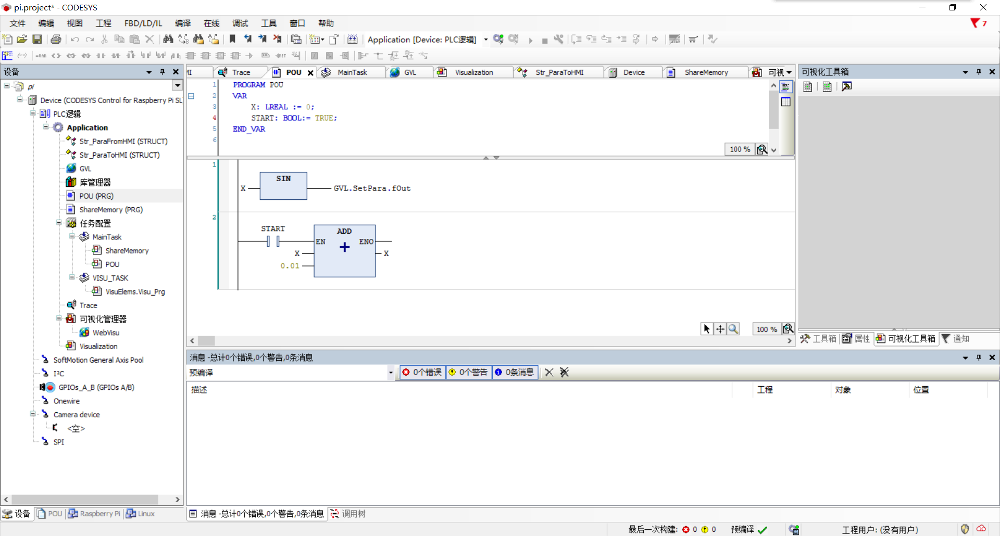 pi.project* - CODESYS
文件 编辑 视图 工程 FBD/LD/IL 编译 在线 调试 工具 窗口 帮助
7
Application [Device: PLC逻辑]
设备
pi
Device (CODESYS Control for Raspberry Pi SL
PLC逻辑
Application
Str_ParaFromHMI (STRUCT)
Str_ParaToHMI (STRUCT)
GVL
库管理器
POU (PRG)
ShareMemory (PRG)
任务配置
MainTask
ShareMemory
POU
VISU_TASK
VisuElems.Visu_Prg
Trace
可视化管理器
WebVisu
Visualization
SoftMotion General Axis Pool
I²C
GPIOs_A_B (GPIOs A/B)
Onewire
Camera device
<空>
SPI
设备 POU Raspberry Pi Linux
MI Trace POU MainTask GVL Visualization Str_ParaToHMI Device ShareMemory 可视
1 PROGRAM POU
2 VAR
3 X: LREAL := 0;
4 START: BOOL:= TRUE;
5 END_VAR
6
100 %
1
SIN
X GVL.SetPara.fOut
2
START
ADD
EN ENO
X X
0.01
100 %
可视化工具箱
工具箱 属性 可视化工具箱 通知
消息 -总计0个错误,0个警告,0条消息
预编译 0个错误 0个警告 0条消息
描述 工程 对象 位置
消息 -总计0个错误,0个警告,0条消息 调用树
最后一次构建: 0 0 预编译 工程用户: (没有用户)